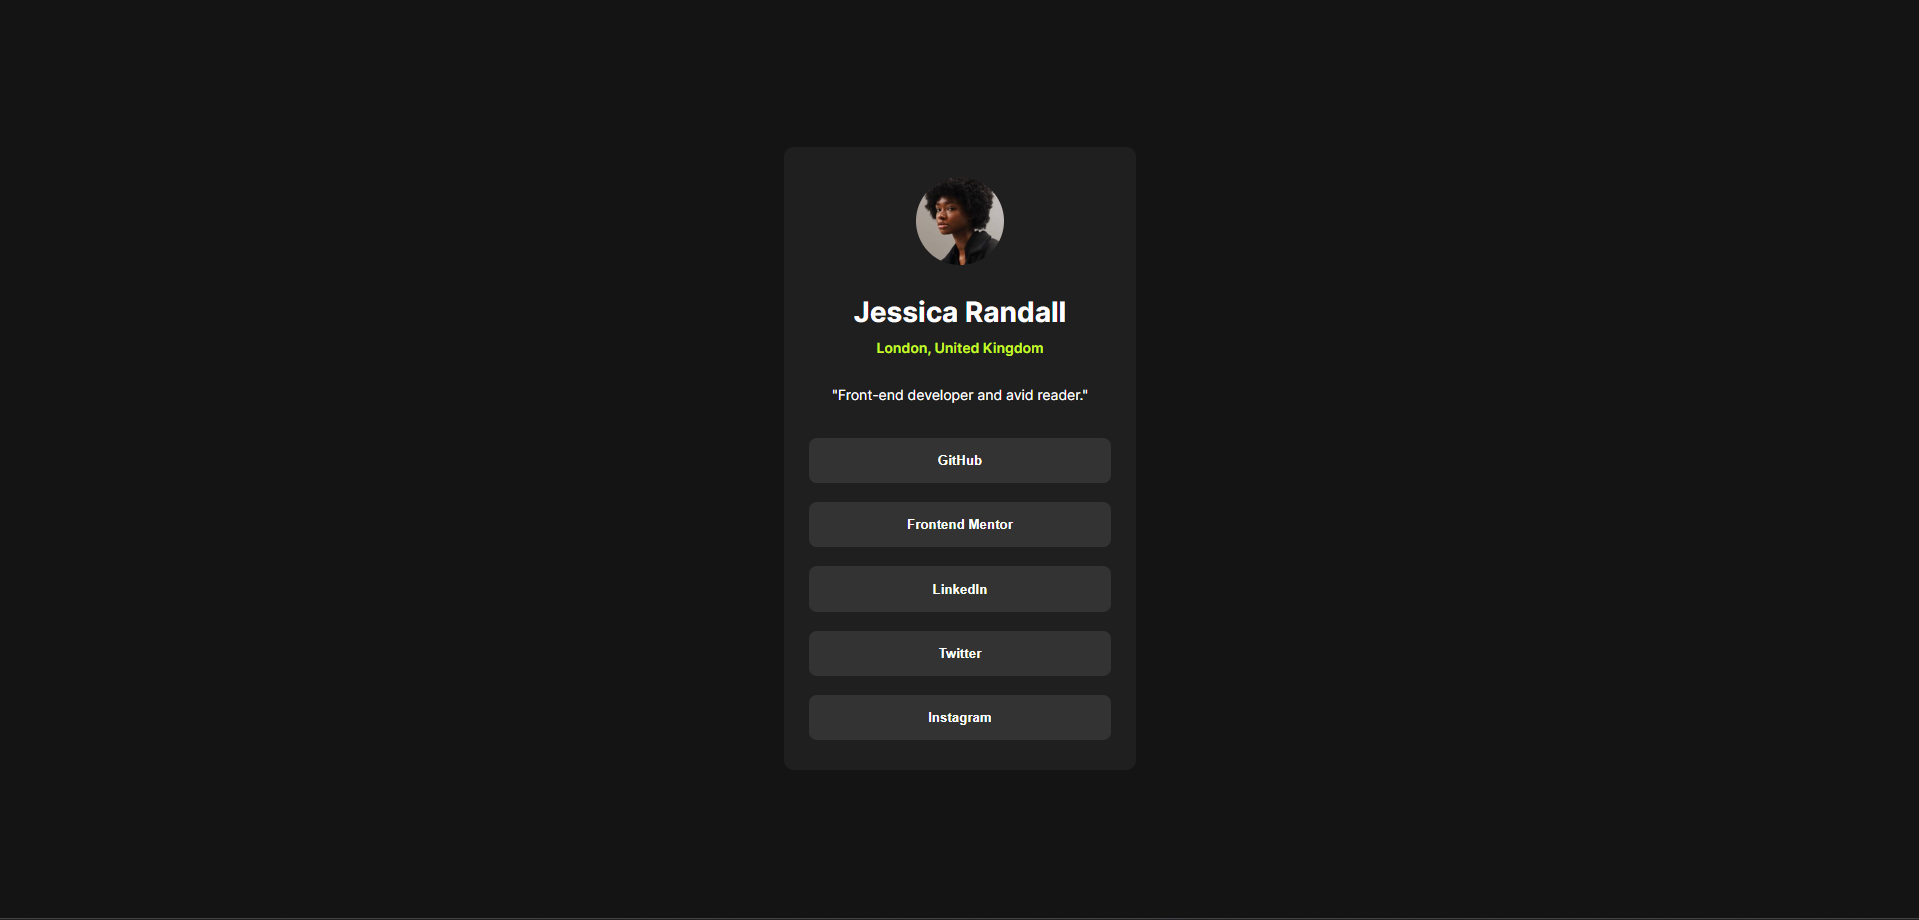 Jessica Randall
London, United Kingdom
"Front-end developer and avid reader."
GitHub
Frontend Mentor
LinkedIn
Twitter
Instagram